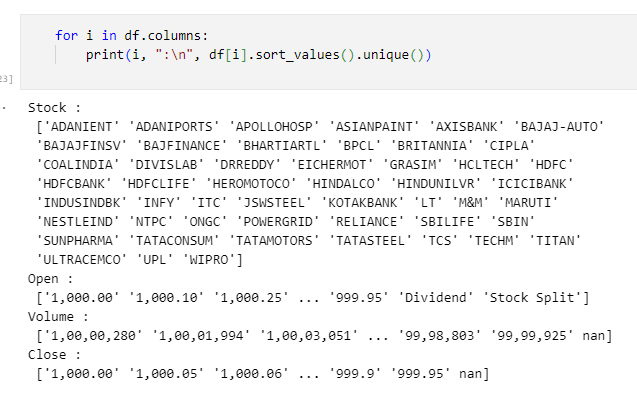 for i in df.columns:
print(i, ":\n", df[i].sort_values().unique())
23]
Stock :
['ADANIENT' 'ADANIPORTS' 'APOLLOHOSP' 'ASIANPAINT' 'AXISBANK' 'BAJAJ-AUTO'
'BAJAJFINSV' 'BAJFINANCE' 'BHARTIARTL' 'BPCL' 'BRITANNIA' 'CIPLA'
'COALINDIA' 'DIVISLAB' 'DRREDDY' 'EICHERMOT' 'GRASIM' 'HCLTECH' 'HDFC'
'HDFCBANK' 'HDFCLIFE' 'HEROMOTOCO' 'HINDALCO' 'HINDUNILVR' 'ICICIBANK'
'INDUSINDBK' 'INFY' 'ITC' 'JSWSTEEL' 'KOTAKBANK' 'LT' 'M&M' 'MARUTI'
'NESTLEIND' 'NTPC' 'ONGC' 'POWERGRID' 'RELIANCE' 'SBILIFE' 'SBIN'
'SUNPHARMA' 'TATACONSUM' 'TATAMOTORS' 'TATASTEEL' 'TCS' 'TECHM' 'TITAN'
'ULTRACEMCO' 'UPL' 'WIPRO']
Open :
['1,000.00' '1,000.10' '1,000.25' ... '999.95' 'Dividend' 'Stock Split']
Volume :
['1,00,00,280' '1,00,01,994' '1,00,03,051' ... '99,98,803' '99,99,925' nan]
Close :
['1,000.00' '1,000.05' '1,000.06' ... '999.9' '999.95' nan]